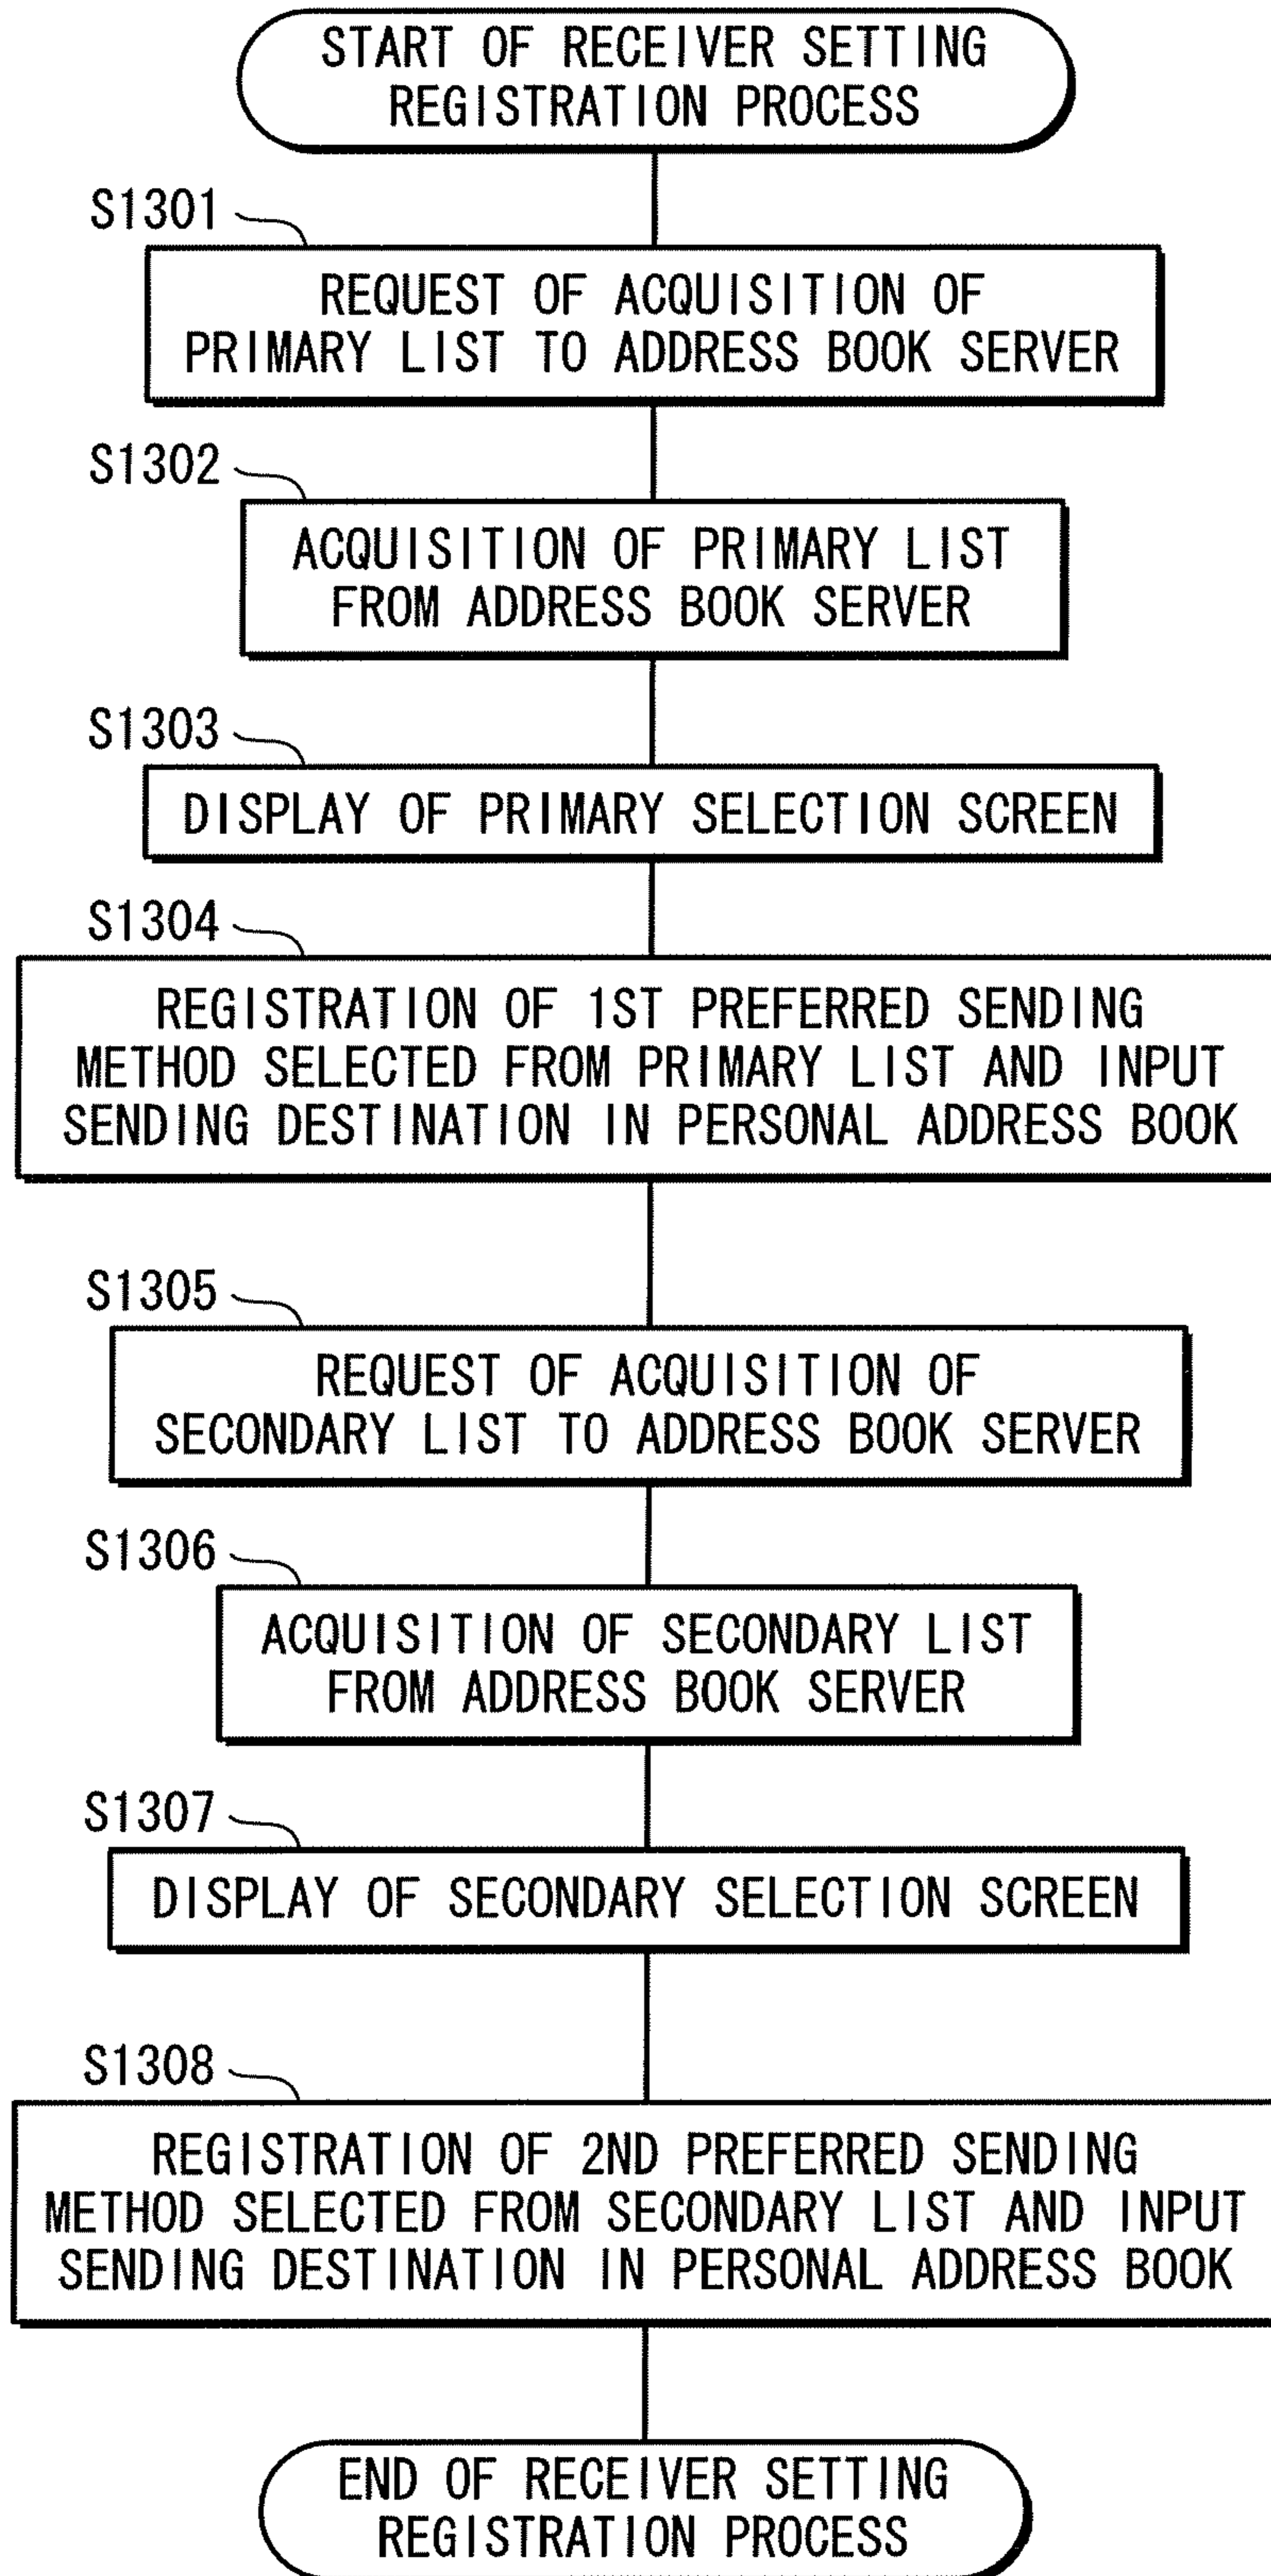 START OF RECEIVER SETTING
REGISTRATION PROCESS
S1301
REQUEST OF ACQUISITION OF
PRIMARY LIST TO ADDRESS BOOK SERVER
S1302
ACQUISITION OF PRIMARY LIST
FROM ADDRESS BOOK SERVER
S1303
DISPLAY OF PRIMARY SELECTION SCREEN
S1304
REGISTRATION OF 1ST PREFERRED SENDING
METHOD SELECTED FROM PRIMARY LIST AND INPUT
SENDING DESTINATION IN PERSONAL ADDRESS BOOK
S1305
REQUEST OF ACQUISITION OF
SECONDARY LIST TO ADDRESS BOOK SERVER
S1306
ACQUISITION OF SECONDARY LIST
FROM ADDRESS BOOK SERVER
S1307
DISPLAY OF SECONDARY SELECTION SCREEN
S1308
REGISTRATION OF 2ND PREFERRED SENDING
METHOD SELECTED FROM SECONDARY LIST AND INPUT
SENDING DESTINATION IN PERSONAL ADDRESS BOOK
END OF RECEIVER SETTING
REGISTRATION PROCESS